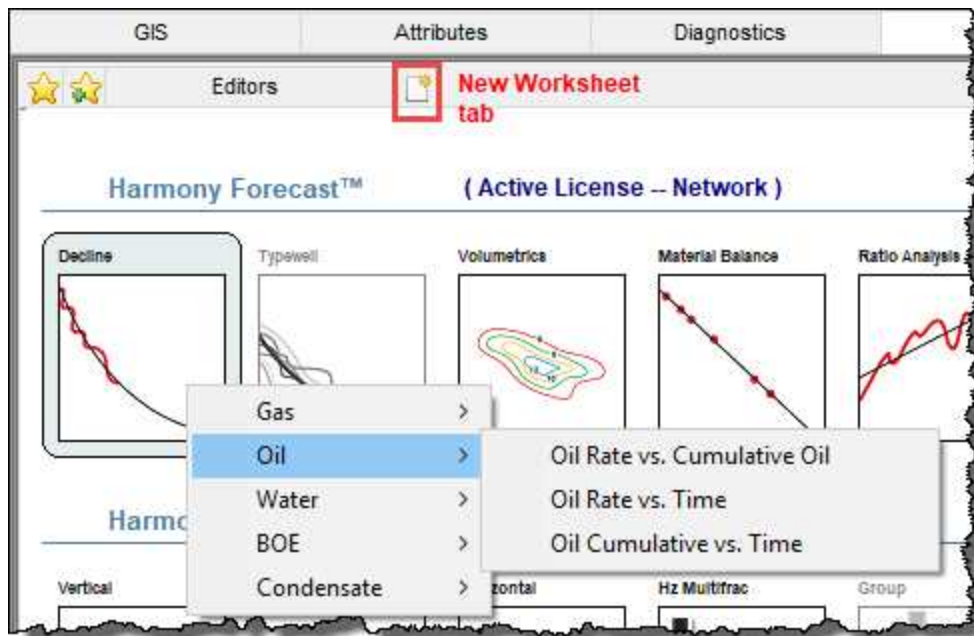 GIS
Attributes
Diagnostics
Editors
New Worksheet
tab
Harmony Forecast™
( Active License -- Network )
Decline
Typewell
Volumetrics
Material Balance
Ratio Analysis
Gas >
Oil >
Water >
BOE >
Condensate >
Oil Rate vs. Cumulative Oil
Oil Rate vs. Time
Oil Cumulative vs. Time
Harmo
Vertical
zontal
Hz Multifrac
Group